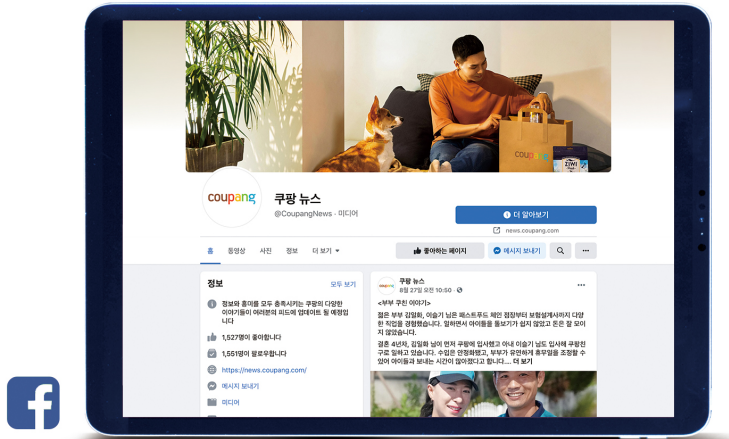 coupang
ZIWI
coupang
쿠팡 뉴스
@CoupangNews · 미디어
더 알아보기
news.coupang.com
홈 동영상 사진 정보 더 보기
좋아하는 페이지
메시지 보내기
정보
모두 보기
정보와 흥미를 모두 충족시키는 쿠팡의 다양한
이야기들이 여러분의 피드에 업데이트 될 예정입
니다
1,527명이 좋아합니다
1,551명이 팔로우합니다
https://news.coupang.com/
메시지 보내기
미디어
coupang
쿠팡 뉴스
8월 27일 오전 10:50 ·
<부부 쿠친 이야기>
젊은 부부 김일화, 이슬기 님은 패스트푸드 체인 점장부터 보험설계사까지 다양
한 직업을 경험했습니다. 일하면서 아이들을 돌보기가 쉽지 않았고 돈은 잘 모이
지 않았습니다.
결혼 4년차, 김일화 님이 먼저 쿠팡에 입사했고 아내 이슬기 님도 입사해 쿠팡친
구로 일하고 있습니다. 수입은 안정화됐고, 부부가 유연하게 휴무일을 조정할 수
있어 아이들과 보내는 시간이 많아졌다고 합니다.... 더 보기
f